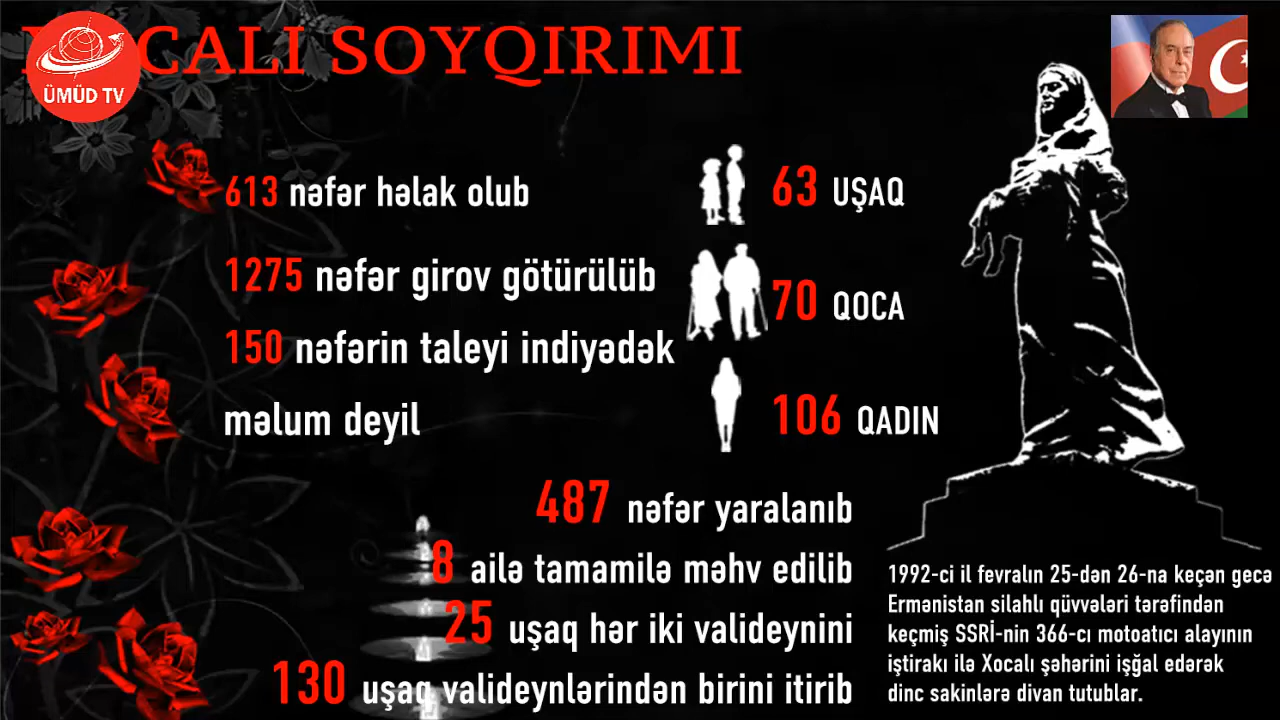 CALI SOYQIRIMI
ÜMÜD TV
613 nəfər həlak olub
1275 nəfər girov götürülüb
150 nəfərin taleyi indiyədək
məlum deyil
63 UŞAQ
70 QOCA
106 QADIN
487 nəfər yaralanıb
8 ailə tamamilə məhv edilib
25 uşaq hər iki valideynini
130 uşaq valideynlərindən birini itirib
1992-ci il fevralın 25-dən 26-na keçən gecə
Ermənistan silahlı qüvvələri tərəfindən
keçmiş SSRİ-nin 366-cı motoatıcı alayının
iştirakı ilə Xocalı şəhərini işğal edərək
dinc sakinlərə divan tutublar.